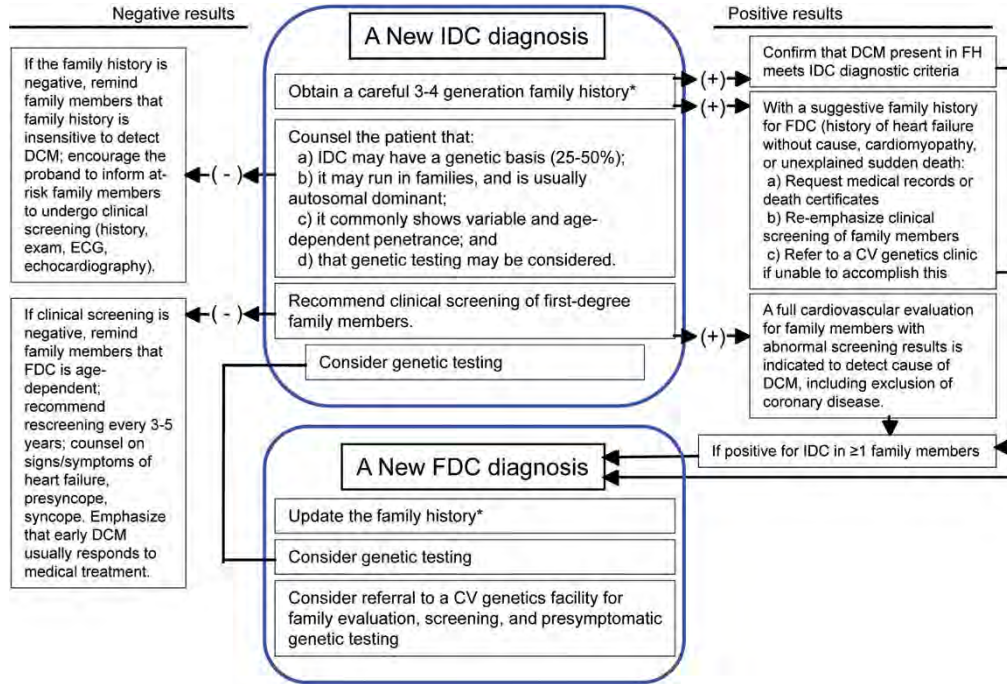 Negative results
If the family history is
negative, remind
family members that
family history is
insensitive to detect
DCM; encourage the
proband to inform at-
risk family members
to undergo clinical
screening (history,
exam, ECG,
echocardiography).
If clinical screening is
negative, remind
family members that
FDC is age-
dependent;
recommend
rescreening every 3-5
years; counsel on
signs/symptoms of
heart failure,
presyncope,
syncope. Emphasize
that early DCM
usually responds to
medical treatment.
A New IDC diagnosis
Obtain a careful 3-4 generation family history*
Counsel the patient that:
a) IDC may have a genetic basis (25-50%);
b) it may run in families, and is usually
autosomal dominant;
c) it commonly shows variable and age-
dependent penetrance; and
d) that genetic testing may be considered.
(-)
Recommend clinical screening of first-degree
family members.
(-)
Consider genetic testing
A New FDC diagnosis
Update the family history*
Consider genetic testing
Consider referral to a CV genetics facility for
family evaluation, screening, and presymptomatic
genetic testing
Positive results
(+)
Confirm that DCM present in FH
meets IDC diagnostic criteria
(+)
With a suggestive family history
for FDC (history of heart failure
without cause, cardiomyopathy,
or unexplained sudden death:
a) Request medical records or
death certificates
b) Re-emphasize clinical
screening of family members
c) Refer to a CV genetics clinic
if unable to accomplish this
(+)
A full cardiovascular evaluation
for family members with
abnormal screening results is
indicated to detect cause of
DCM, including exclusion of
coronary disease.
If positive for IDC in ≥1 family members